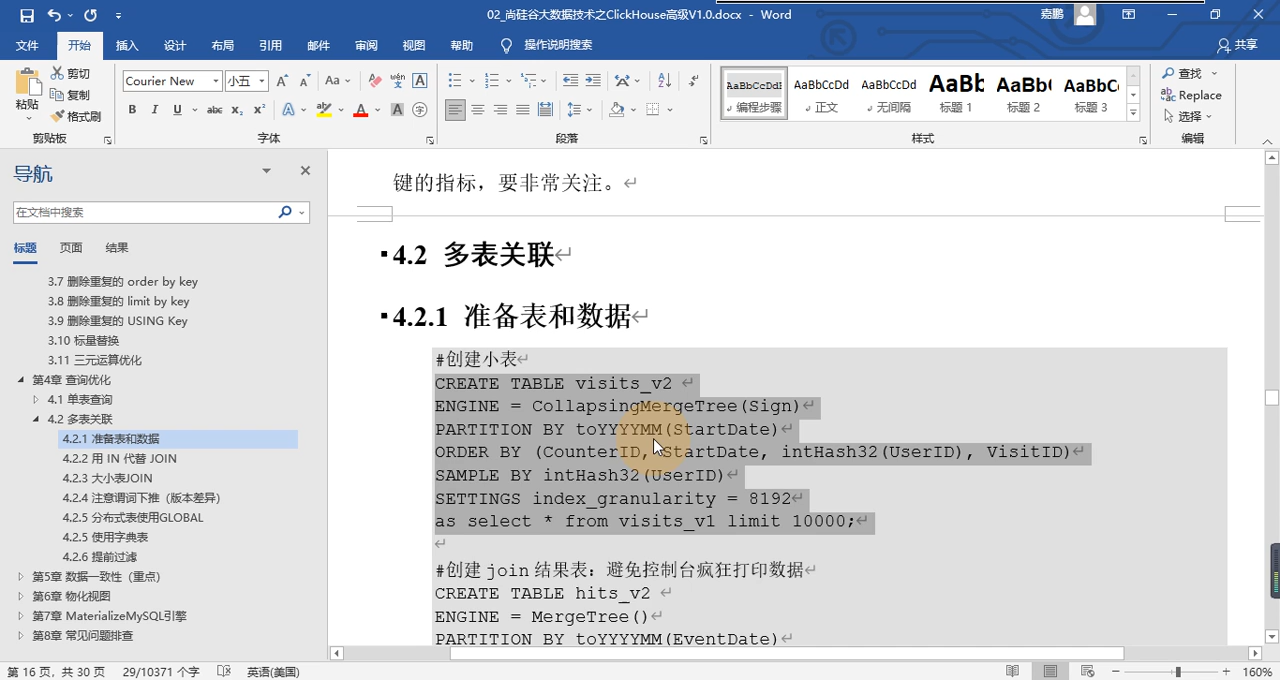 02_尚硅谷大数据技术之ClickHouse高级V1.0.docx - Word
嘉鹏
文件 开始 插入 设计 布局 引用 邮件 审阅 视图 帮助 操作说明搜索 共享
粘贴
剪切
复制
格式刷
剪贴板
Courier New 小五 A A Aa wén A
B I U abc x₂ x² A A A 字
字体
段落
AaBbCcDdI AaBbCcDd AaBbCcDd AaBb AaBb( AaBbC
编程步骤 正文 无间隔 标题 1 标题 2 标题 3
样式
查找
Replace
选择
编辑
导航
在文档中搜索
标题 页面 结果
3.7 删除重复的 order by key
3.8 删除重复的 limit by key
3.9 删除重复的 USING Key
3.10 标量替换
3.11 三元运算优化
第4章 查询优化
4.1 单表查询
4.2 多表关联
4.2.1 准备表和数据
4.2.2 用 IN 代替 JOIN
4.2.3 大小表JOIN
4.2.4 注意谓词下推（版本差异）
4.2.5 分布式表使用GLOBAL
4.2.5 使用字典表
4.2.6 提前过滤
第5章 数据一致性（重点）
第6章 物化视图
第7章 MaterializeMySQL引擎
第8章 常见问题排查
键的指标，要非常关注。
4.2 多表关联
4.2.1 准备表和数据
#创建小表
CREATE TABLE visits_v2
ENGINE = CollapsingMergeTree(Sign)
PARTITION BY toYYYYMM(StartDate)
ORDER BY (CounterID, StartDate, intHash32(UserID), VisitID)
SAMPLE BY intHash32(UserID)
SETTINGS index_granularity = 8192
as select * from visits_v1 limit 10000;
#创建 join 结果表：避免控制台疯狂打印数据
CREATE TABLE hits_v2
ENGINE = MergeTree()
PARTITION BY toYYYYMM(EventDate)
第 16 页，共 30 页 29/10371 个字 英语(美国) 160%